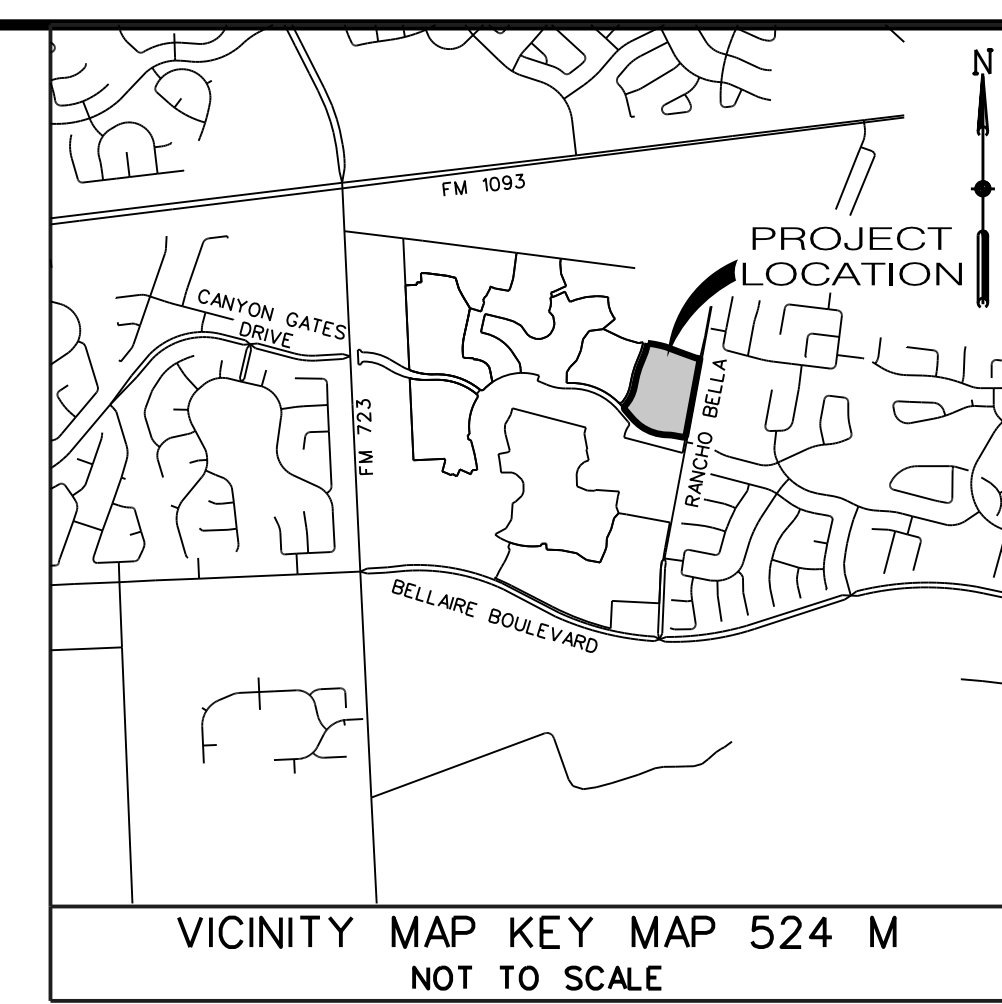 N
FM 1093
PROJECT
LOCATION
CANYON GATES
DRIVE
FM 723
RANCHO BELLA
BELLAIRE BOULEVARD
VICINITY MAP KEY MAP 524 M
NOT TO SCALE